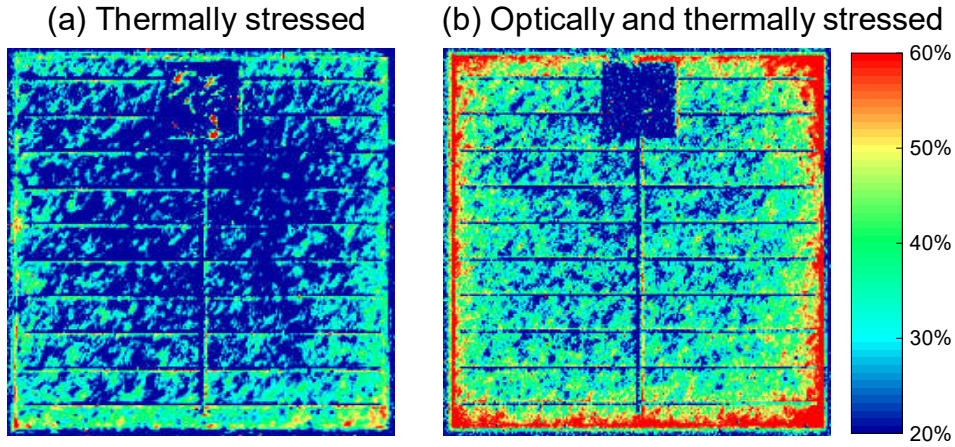 (a) Thermally stressed
(b) Optically and thermally stressed
60%
50%
40%
30%
20%